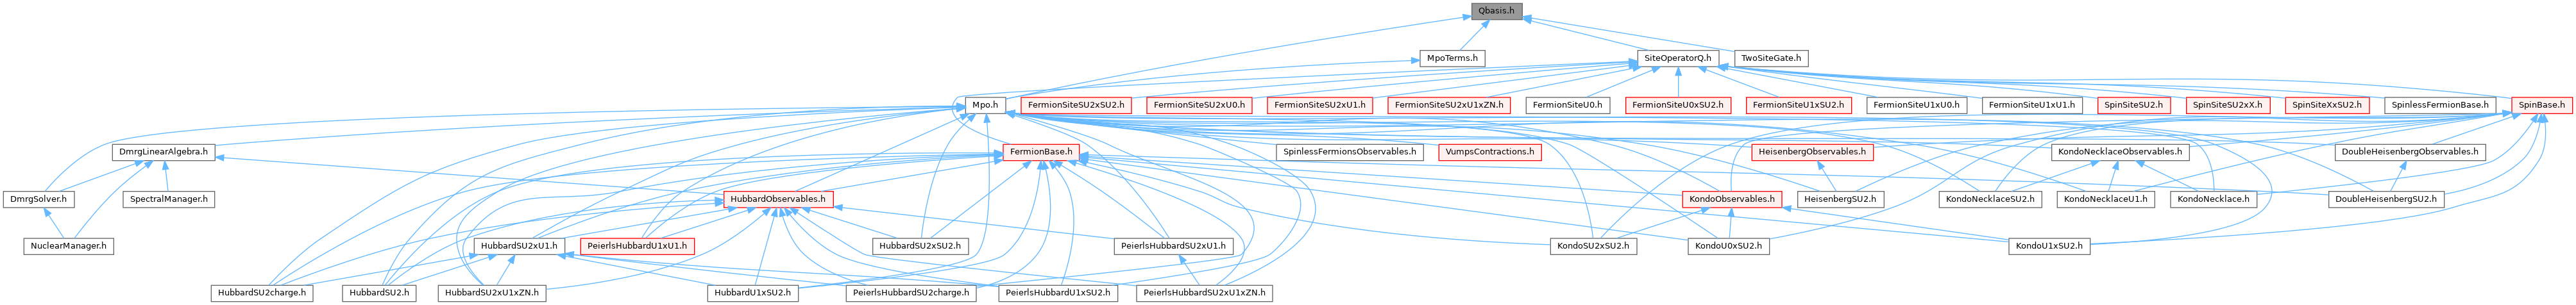 Qbasis.h
MpoTerms.h
SiteOperatorQ.h
TwoSiteGate.h
Mpo.h
FermionSiteSU2xSU2.h
FermionSiteSU2xU0.h
FermionSiteSU2xU1.h
FermionSiteSU2xU1xZN.h
FermionSiteU0.h
FermionSiteU0xSU2.h
FermionSiteU1xSU2.h
FermionSiteU1xU0.h
FermionSiteU1xU1.h
SpinSiteSU2.h
SpinSiteSU2xX.h
SpinSiteXxSU2.h
SpinlessFermionBase.h
SpinBase.h
DmrgLinearAlgebra.h
FermionBase.h
SpinlessFermionsObservables.h
VumpsContractions.h
HeisenbergObservables.h
KondoNecklaceObservables.h
DoubleHeisenbergObservables.h
DmrgSolver.h
SpectralManager.h
HubbardObservables.h
KondoObservables.h
HeisenbergSU2.h
KondoNecklaceSU2.h
KondoNecklaceU1.h
KondoNecklace.h
DoubleHeisenbergSU2.h
NuclearManager.h
HubbardSU2xU1.h
PeierlsHubbardU1xU1.h
HubbardSU2xSU2.h
PeierlsHubbardSU2xU1.h
KondoSU2xSU2.h
KondoU0xSU2.h
KondoU1xSU2.h
HubbardSU2charge.h
HubbardSU2.h
HubbardSU2xU1xZN.h
HubbardU1xSU2.h
PeierlsHubbardSU2charge.h
PeierlsHubbardU1xSU2.h
PeierlsHubbardSU2xU1xZN.h